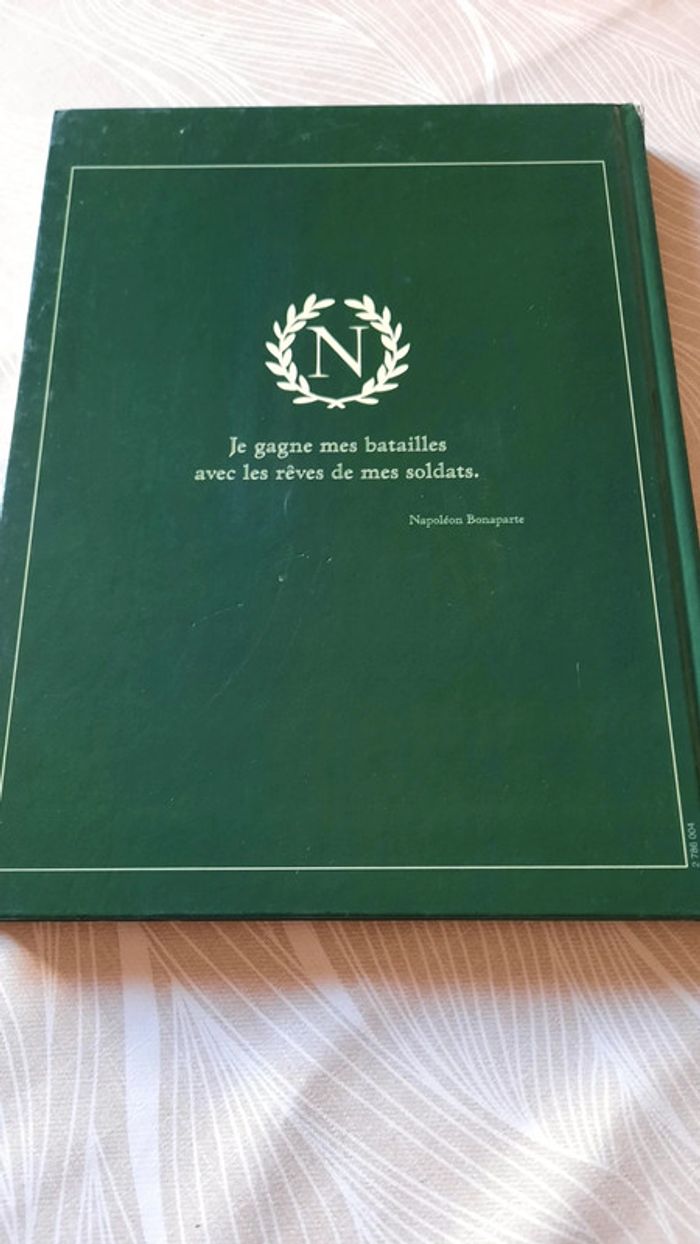 N
Je gagne mes batailles
avec les rêves de mes soldats.
Napoléon Bonaparte
2 786 004